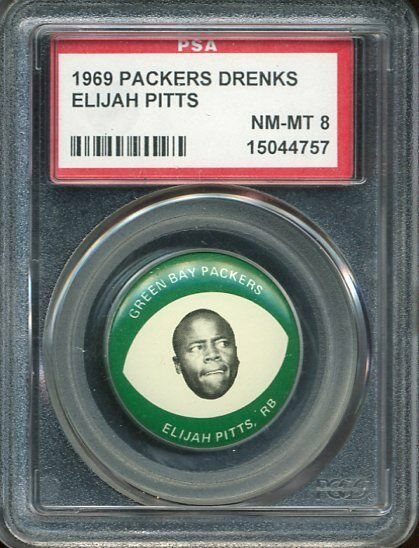 PSA
1969 PACKERS DRENKS
ELIJAH PITTS
NM-MT 8
15044757
GREEN BAY PACKERS
ELIJAH PITTS, RB